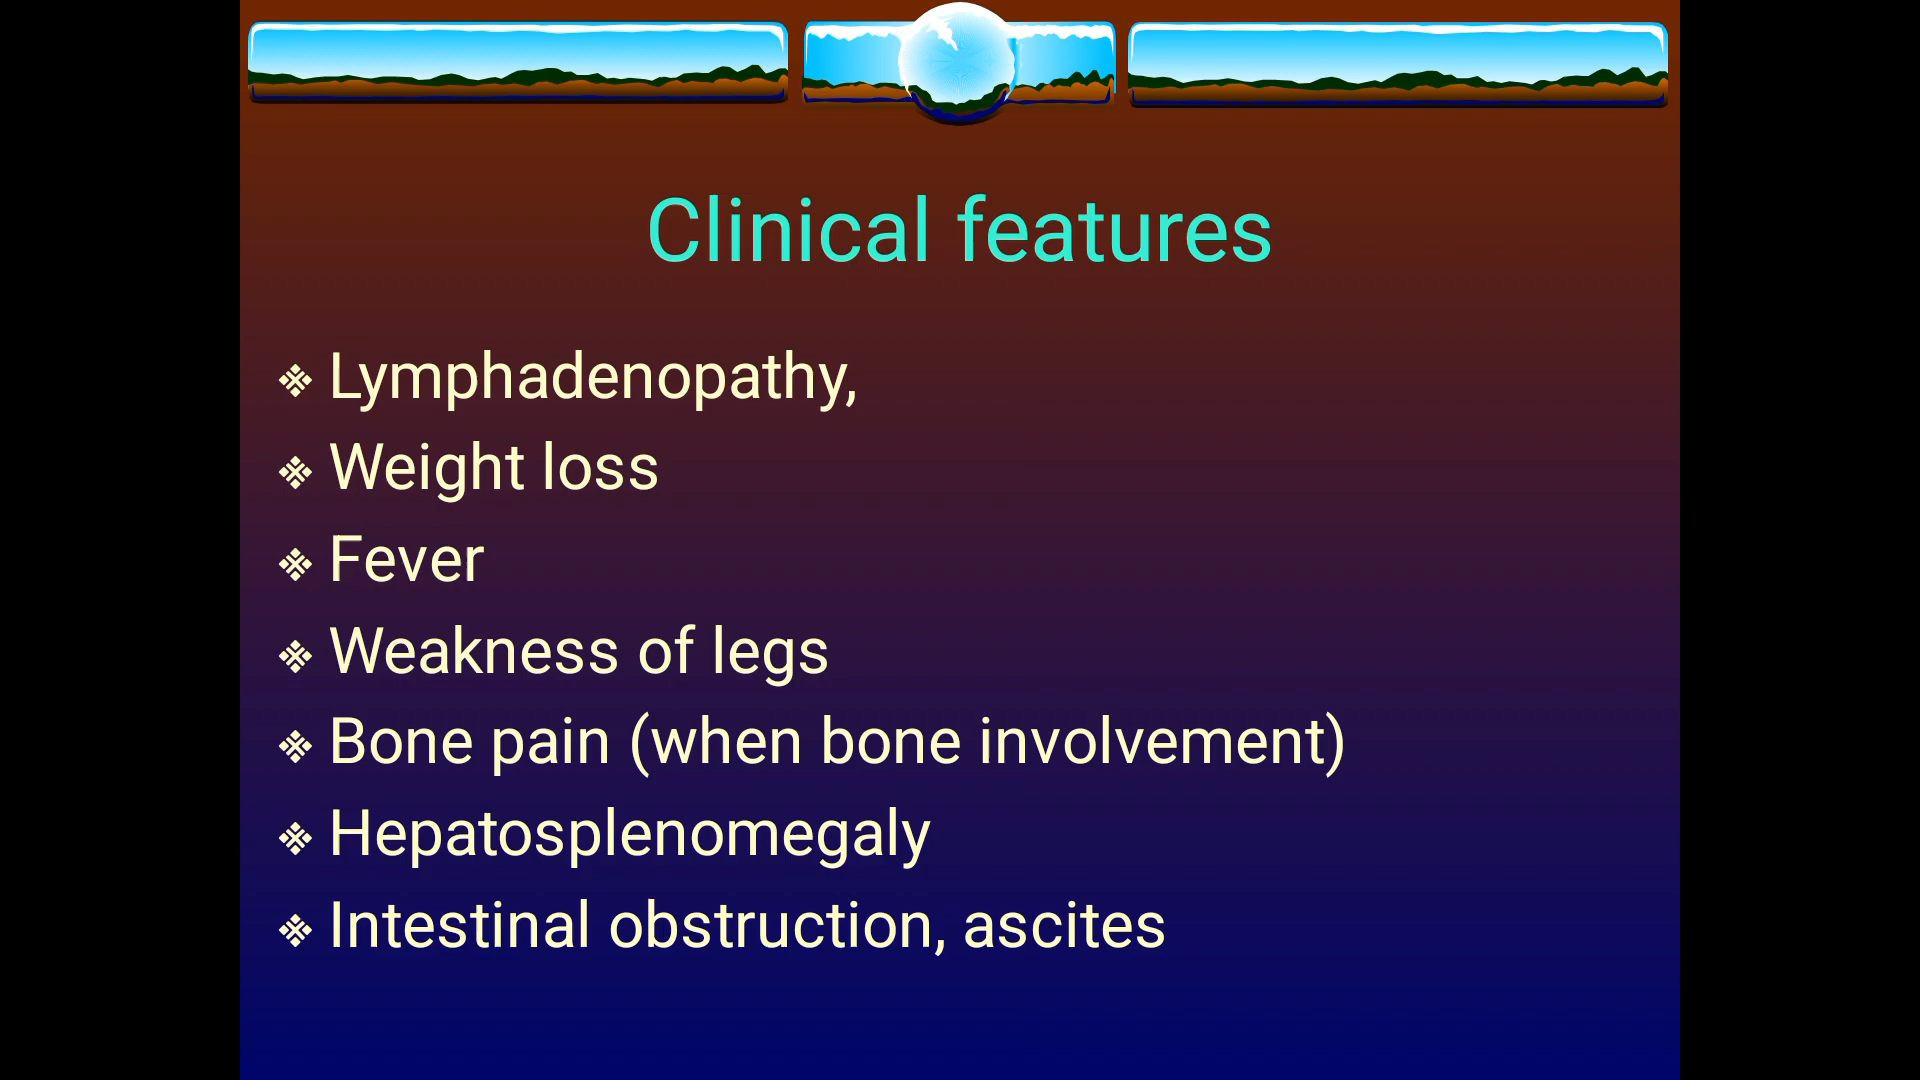 Clinical features
❖ Lymphadenopathy,
❖ Weight loss
❖ Fever
❖ Weakness of legs
❖ Bone pain (when bone involvement)
❖ Hepatosplenomegaly
❖ Intestinal obstruction, ascites